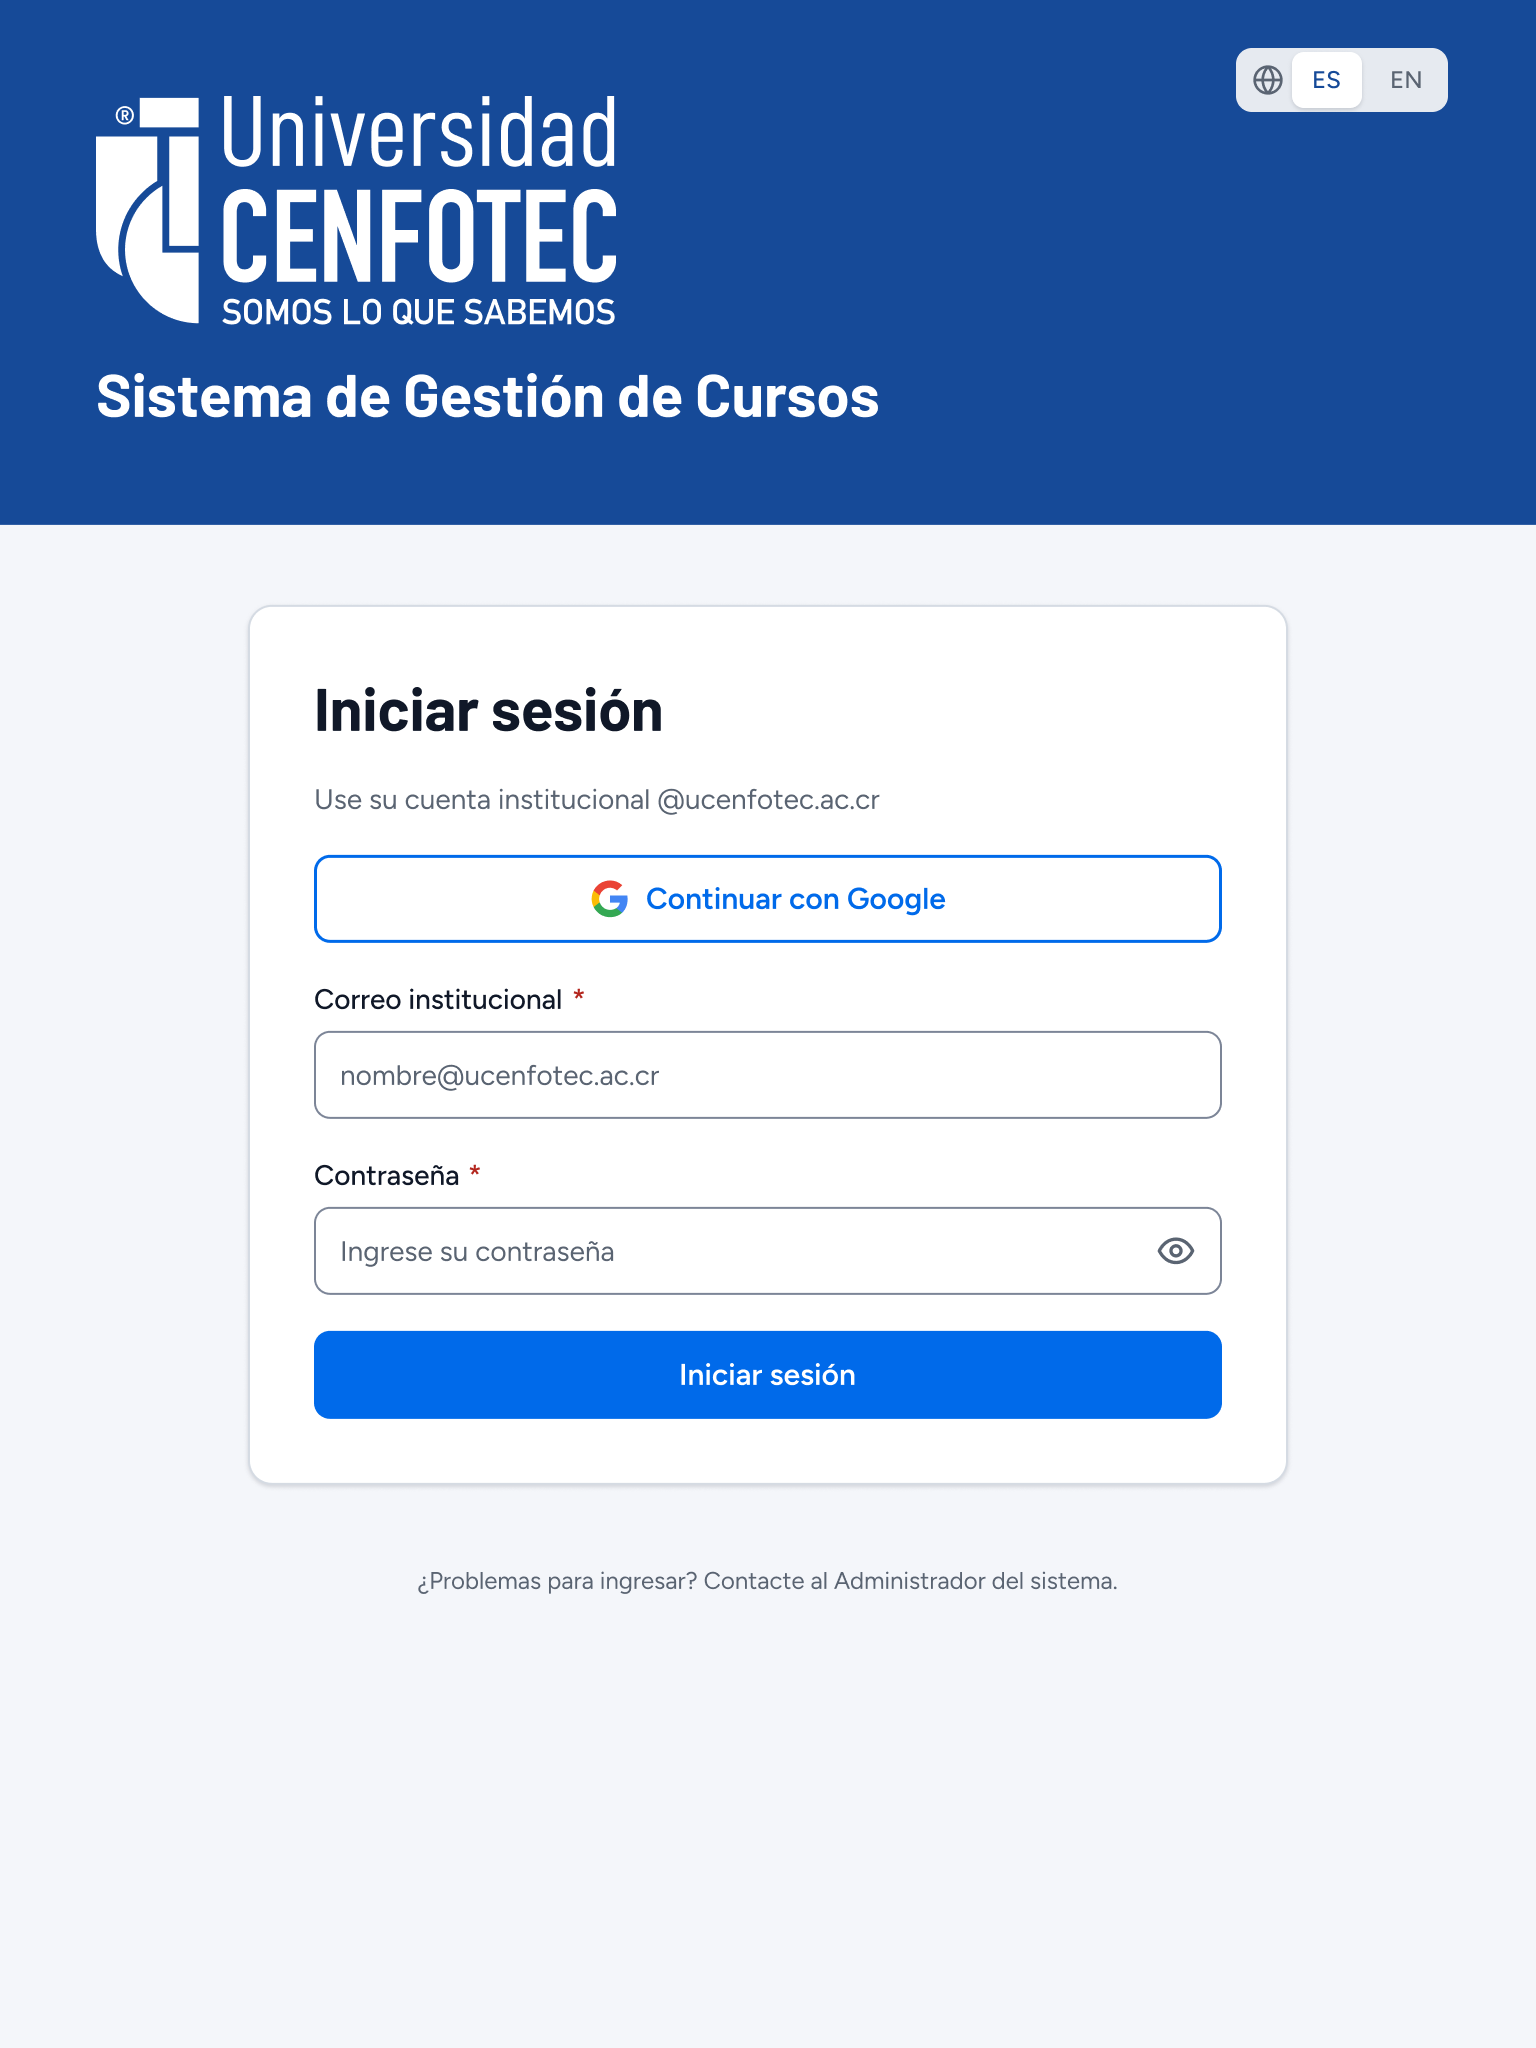 ES
EN
®
Universidad
CENFOTEC
SOMOS LO QUE SABEMOS
Sistema de Gestión de Cursos
Iniciar sesión
Use su cuenta institucional @ucenfotec.ac.cr
Continuar con Google
Correo institucional *
nombre@ucenfotec.ac.cr
Contraseña *
Ingrese su contraseña
Iniciar sesión
¿Problemas para ingresar? Contacte al Administrador del sistema.